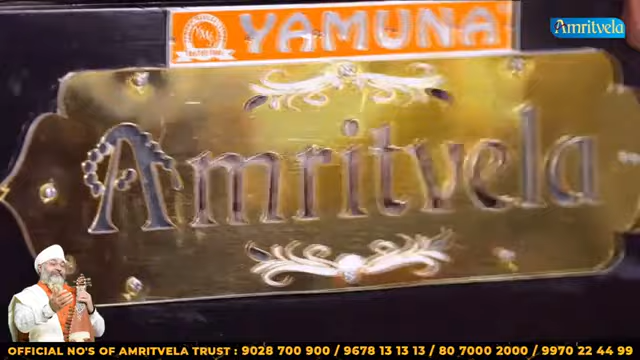 YAMUNA
Amritvela
Amritvela
OFFICIAL NO'S OF AMRITVELA TRUST : 9028 700 900 / 9678 13 13 13 / 80 7000 2000 / 9970 22 44 99